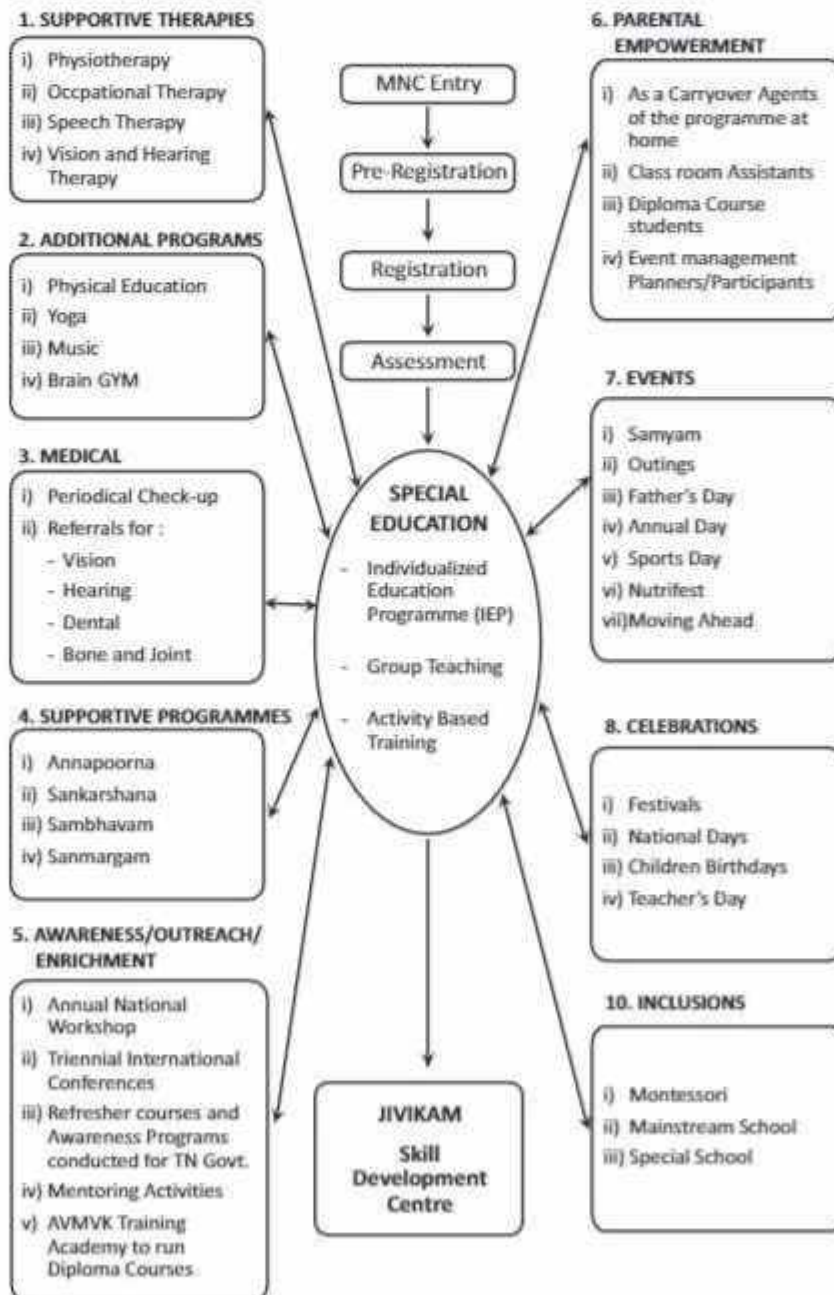 1. SUPPORTIVE THERAPIES
i) Physiotherapy
ii) Occpational Therapy
iii) Speech Therapy
iv) Vision and Hearing
Therapy
2. ADDITIONAL PROGRAMS
i) Physical Education
ii) Yoga
iii) Music
iv) Brain GYM
3. MEDICAL
i) Periodical Check-up
ii) Referrals for :
- Vision
- Hearing
- Dental
- Bone and Joint
4. SUPPORTIVE PROGRAMMES
i) Annapoorna
ii) Sankarshana
iii) Sambhavam
iv) Sanmargam
5. AWARENESS/OUTREACH/
ENRICHMENT
i) Annual National
Workshop
ii) Triennial International
Conferences
iii) Refresher courses and
Awareness Programs
conducted for TN Govt.
iv) Mentoring Activities
v) AVMVK Training
Academy to run
Diploma Courses
MNC Entry
Pre-Registration
Registration
Assessment
SPECIAL
EDUCATION
- Individualized
Education
Programme (IEP)
- Group Teaching
- Activity Based
Training
JIVIKAM
Skill
Development
Centre
6. PARENTAL
EMPOWERMENT
i) As a Carryover Agents
of the programme at
home
ii) Class room Assistants
iii) Diploma Course
students
iv) Event management
Planners/Participants
7. EVENTS
i) Samyam
ii) Outings
iii) Father's Day
iv) Annual Day
v) Sports Day
vi) Nutrifest
vii)Moving Ahead
8. CELEBRATIONS
i) Festivals
ii) National Days
iii) Children Birthdays
iv) Teacher's Day
10. INCLUSIONS
i) Montessori
ii) Mainstream School
iii) Special School